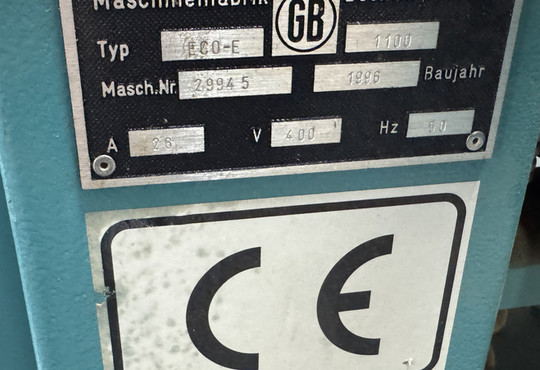 Maschinenfabrik
GB
Typ ECO-E 1100
Masch.Nr. 29945 1996 Baujahr
A 26 V 400 Hz 50
CE